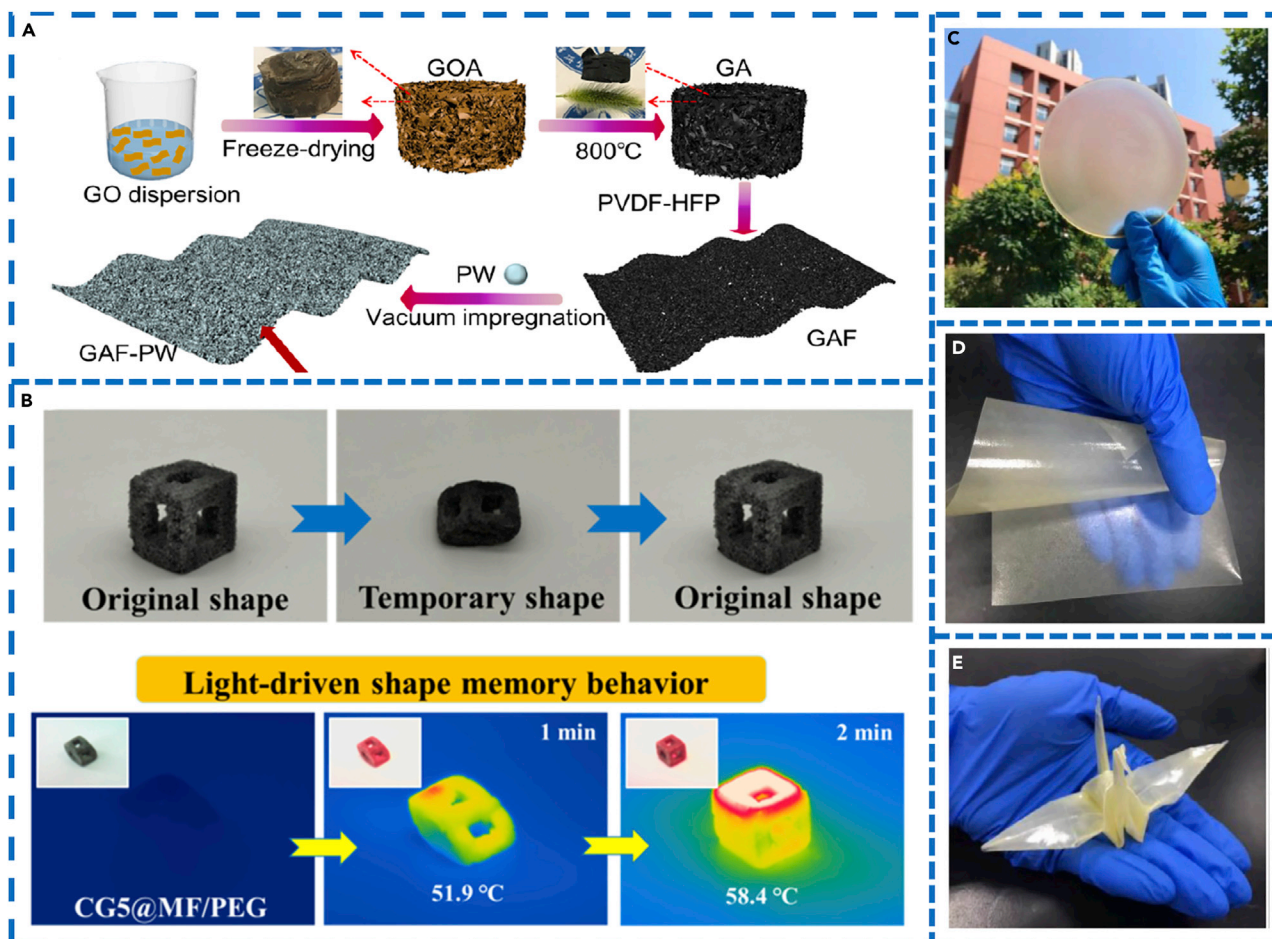 A
GOA
GA
Freeze-drying
800℃
GO dispersion
PVDF-HFP
PW
Vacuum impregnation
GAF-PW
GAF
B
Original shape
Temporary shape
Original shape
Light-driven shape memory behavior
1 min
2 min
CG5@MF/PEG
51.9 ℃
58.4 ℃
C
D
E